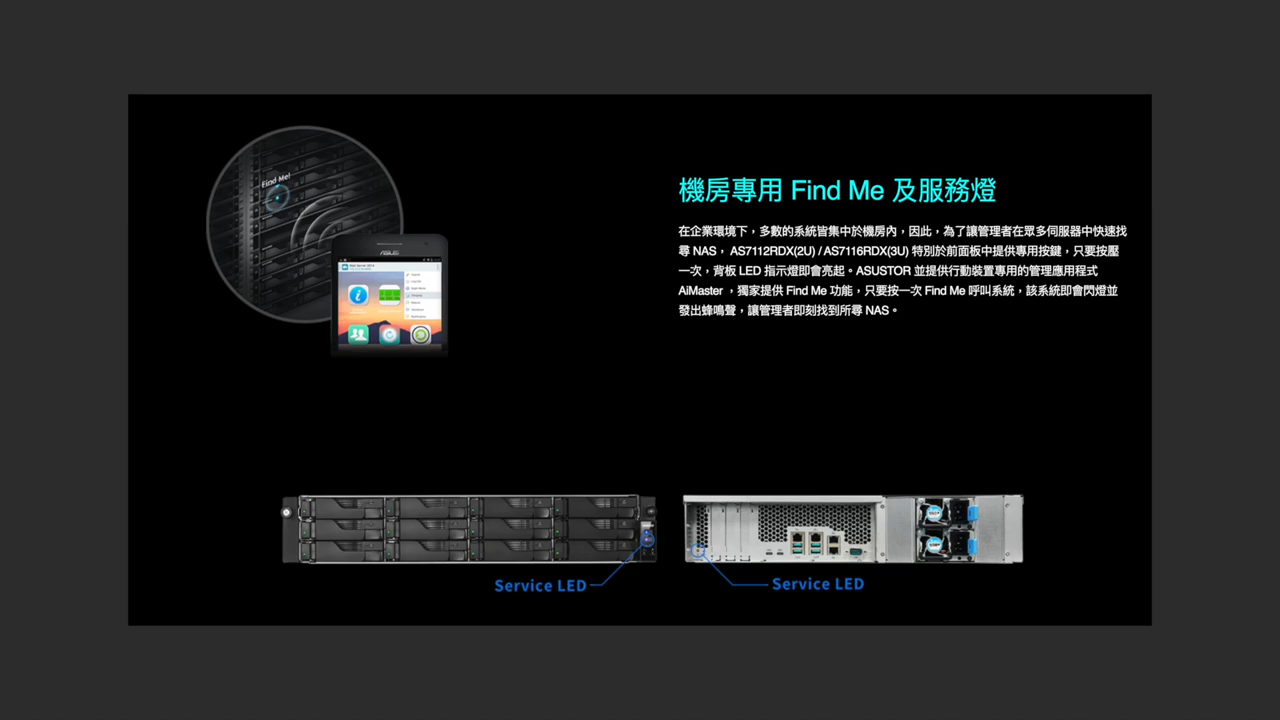 Find Me!
ASUS
機房專用 Find Me 及服務燈
在企業環境下，多數的系統皆集中於機房內，因此，為了讓管理者在眾多伺服器中快速找
尋 NAS， AS7112RDX(2U) / AS7116RDX(3U) 特別於前面板中提供專用按鍵，只要按壓
一次，背板 LED 指示燈即會亮起。ASUSTOR 並提供行動裝置專用的管理應用程式
AiMaster ，獨家提供 Find Me 功能，只要按一次 Find Me 呼叫系統，該系統即會閃燈並
發出蜂鳴聲，讓管理者即刻找到所尋 NAS。
Service LED
Service LED